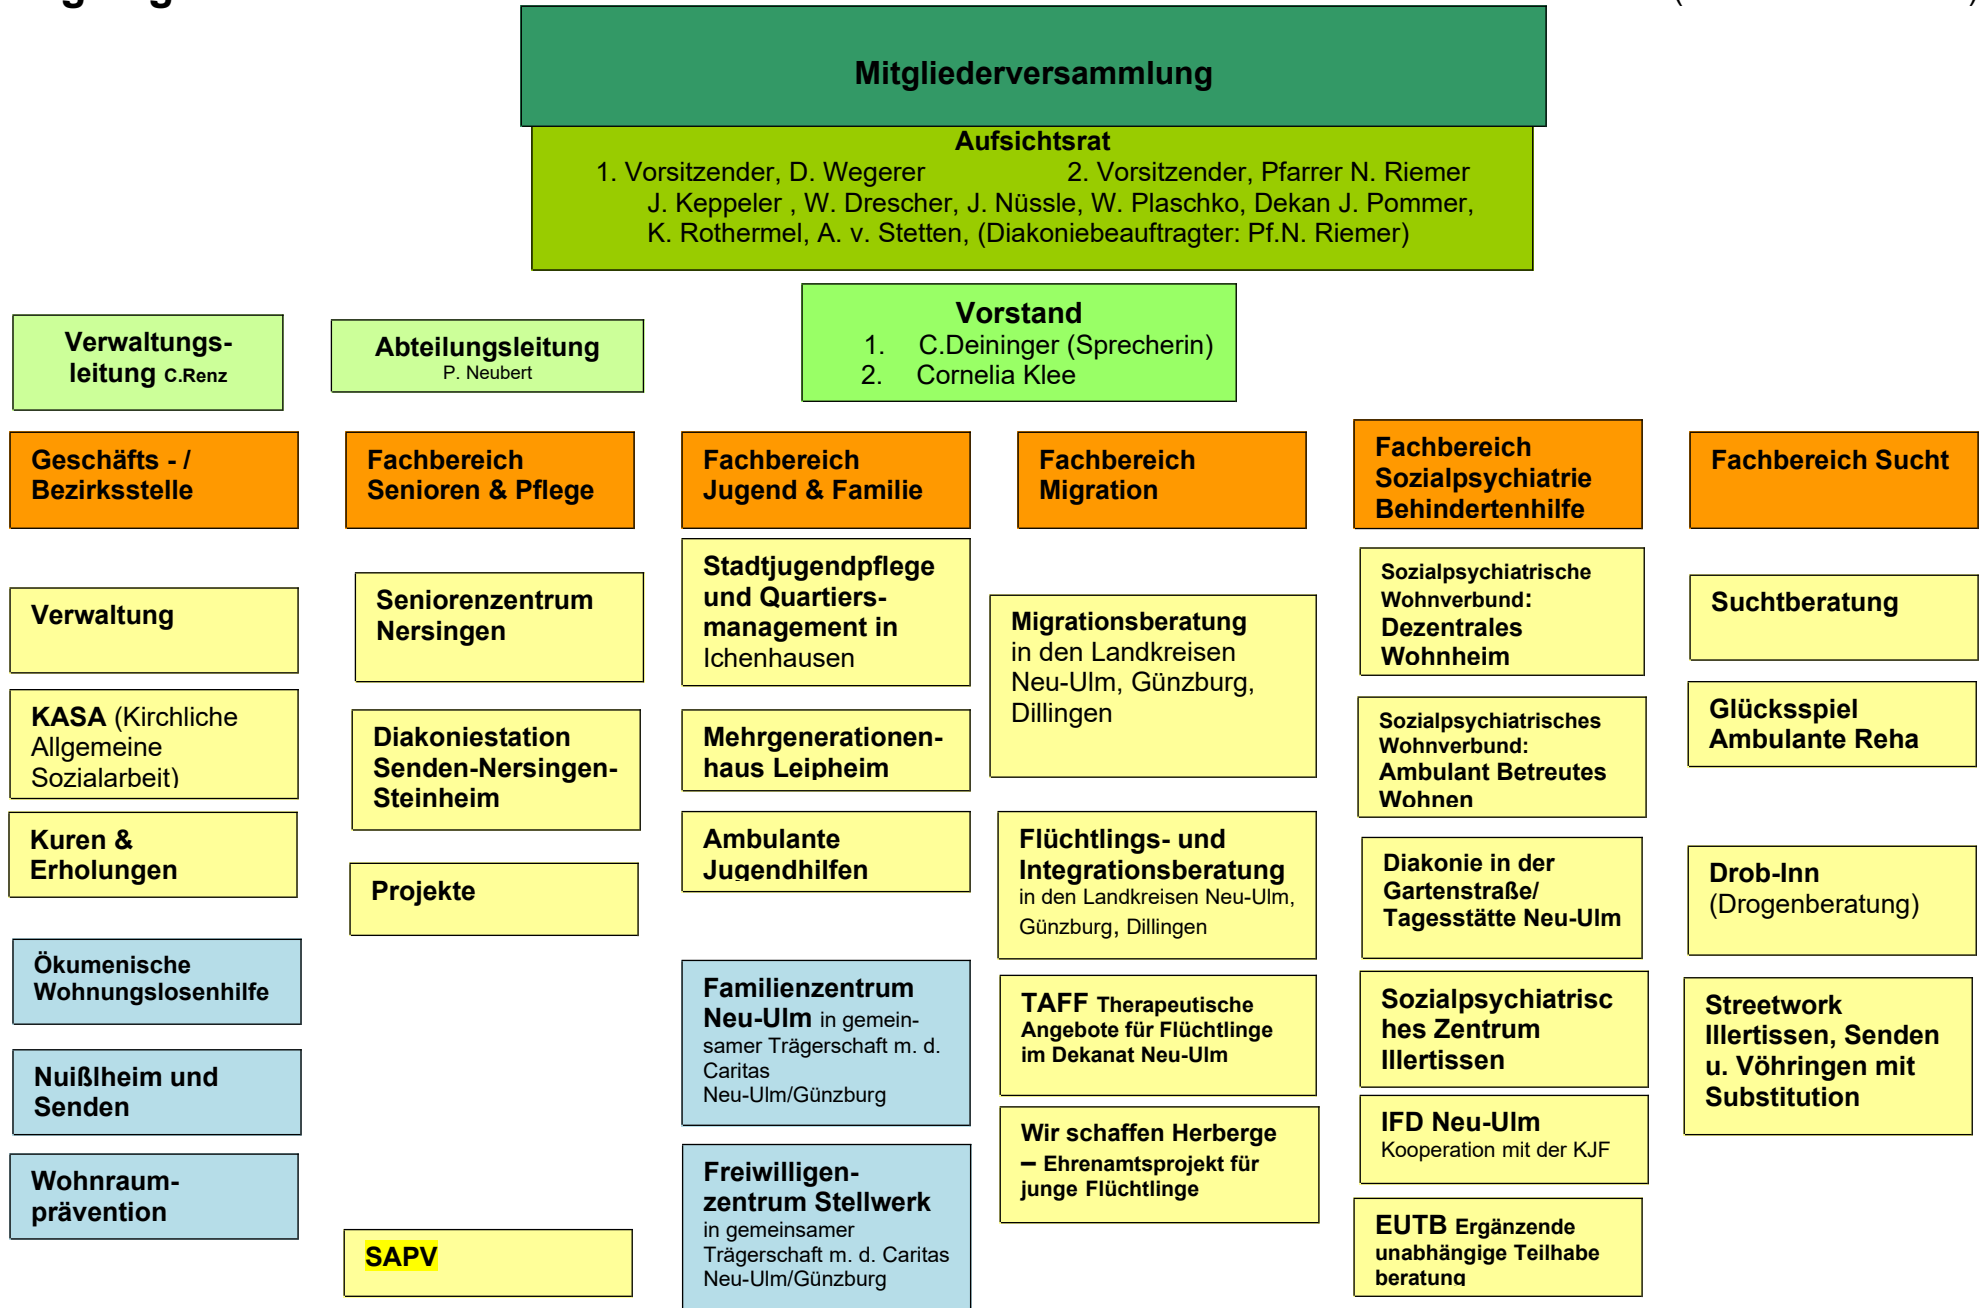 Mitgliederversammlung
Aufsichtsrat
1. Vorsitzender, D. Wegerer 2. Vorsitzender, Pfarrer N. Riemer
J. Keppeler , W. Drescher, J. Nüssle, W. Plaschko, Dekan J. Pommer,
K. Rothermel, A. v. Stetten, (Diakoniebeauftragter: Pf.N. Riemer)
Vorstand
1. C.Deininger (Sprecherin)
2. Cornelia Klee
Verwaltungs-
leitung C.Renz
Abteilungsleitung
P. Neubert
Geschäfts - /
Bezirksstelle
Verwaltung
KASA (Kirchliche
Allgemeine
Sozialarbeit)
Kuren &
Erholungen
Ökumenische
Wohnungslosenhilfe
Nuißlheim und
Senden
Wohnraum-
prävention
Fachbereich
Senioren & Pflege
Seniorenzentrum
Nersingen
Diakoniestation
Senden-Nersingen-
Steinheim
Projekte
SAPV
Fachbereich
Jugend & Familie
Stadtjugendpflege
und Quartiers-
management in
Ichenhausen
Mehrgenerationen-
haus Leipheim
Ambulante
Jugendhilfen
Familienzentrum
Neu-Ulm in gemein-
samer Trägerschaft m. d.
Caritas
Neu-Ulm/Günzburg
Freiwilligen-
zentrum Stellwerk
in gemeinsamer
Trägerschaft m. d. Caritas
Neu-Ulm/Günzburg
Fachbereich
Migration
Migrationsberatung
in den Landkreisen
Neu-Ulm, Günzburg,
Dillingen
Flüchtlings- und
Integrationsberatung
in den Landkreisen Neu-Ulm,
Günzburg, Dillingen
TAFF Therapeutische
Angebote für Flüchtlinge
im Dekanat Neu-Ulm
Wir schaffen Herberge
– Ehrenamtsprojekt für
junge Flüchtlinge
Fachbereich
Sozialpsychiatrie
Behindertenhilfe
Sozialpsychiatrische
Wohnverbund:
Dezentrales
Wohnheim
Sozialpsychiatrisches
Wohnverbund:
Ambulant Betreutes
Wohnen
Diakonie in der
Gartenstraße/
Tagesstätte Neu-Ulm
Sozialpsychiatrisc
hes Zentrum
Illertissen
IFD Neu-Ulm
Kooperation mit der KJF
EUTB Ergänzende
unabhängige Teilhabe
beratung
Fachbereich Sucht
Suchtberatung
Glücksspiel
Ambulante Reha
Drob-Inn
(Drogenberatung)
Streetwork
Illertissen, Senden
u. Vöhringen mit
Substitution